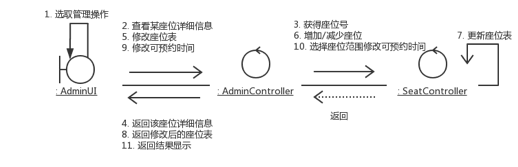 1. 选取管理操作
2. 查看某座位详细信息
5. 修改座位表
9. 修改可预约时间
3. 获得座位号
6. 增加/减少座位
10. 选择座位范围修改可预约时间
7. 更新座位表
: AdminUI
: AdminController
: SeatController
4. 返回该座位详细信息
8. 返回修改后的座位表
11. 返回结果显示
返回